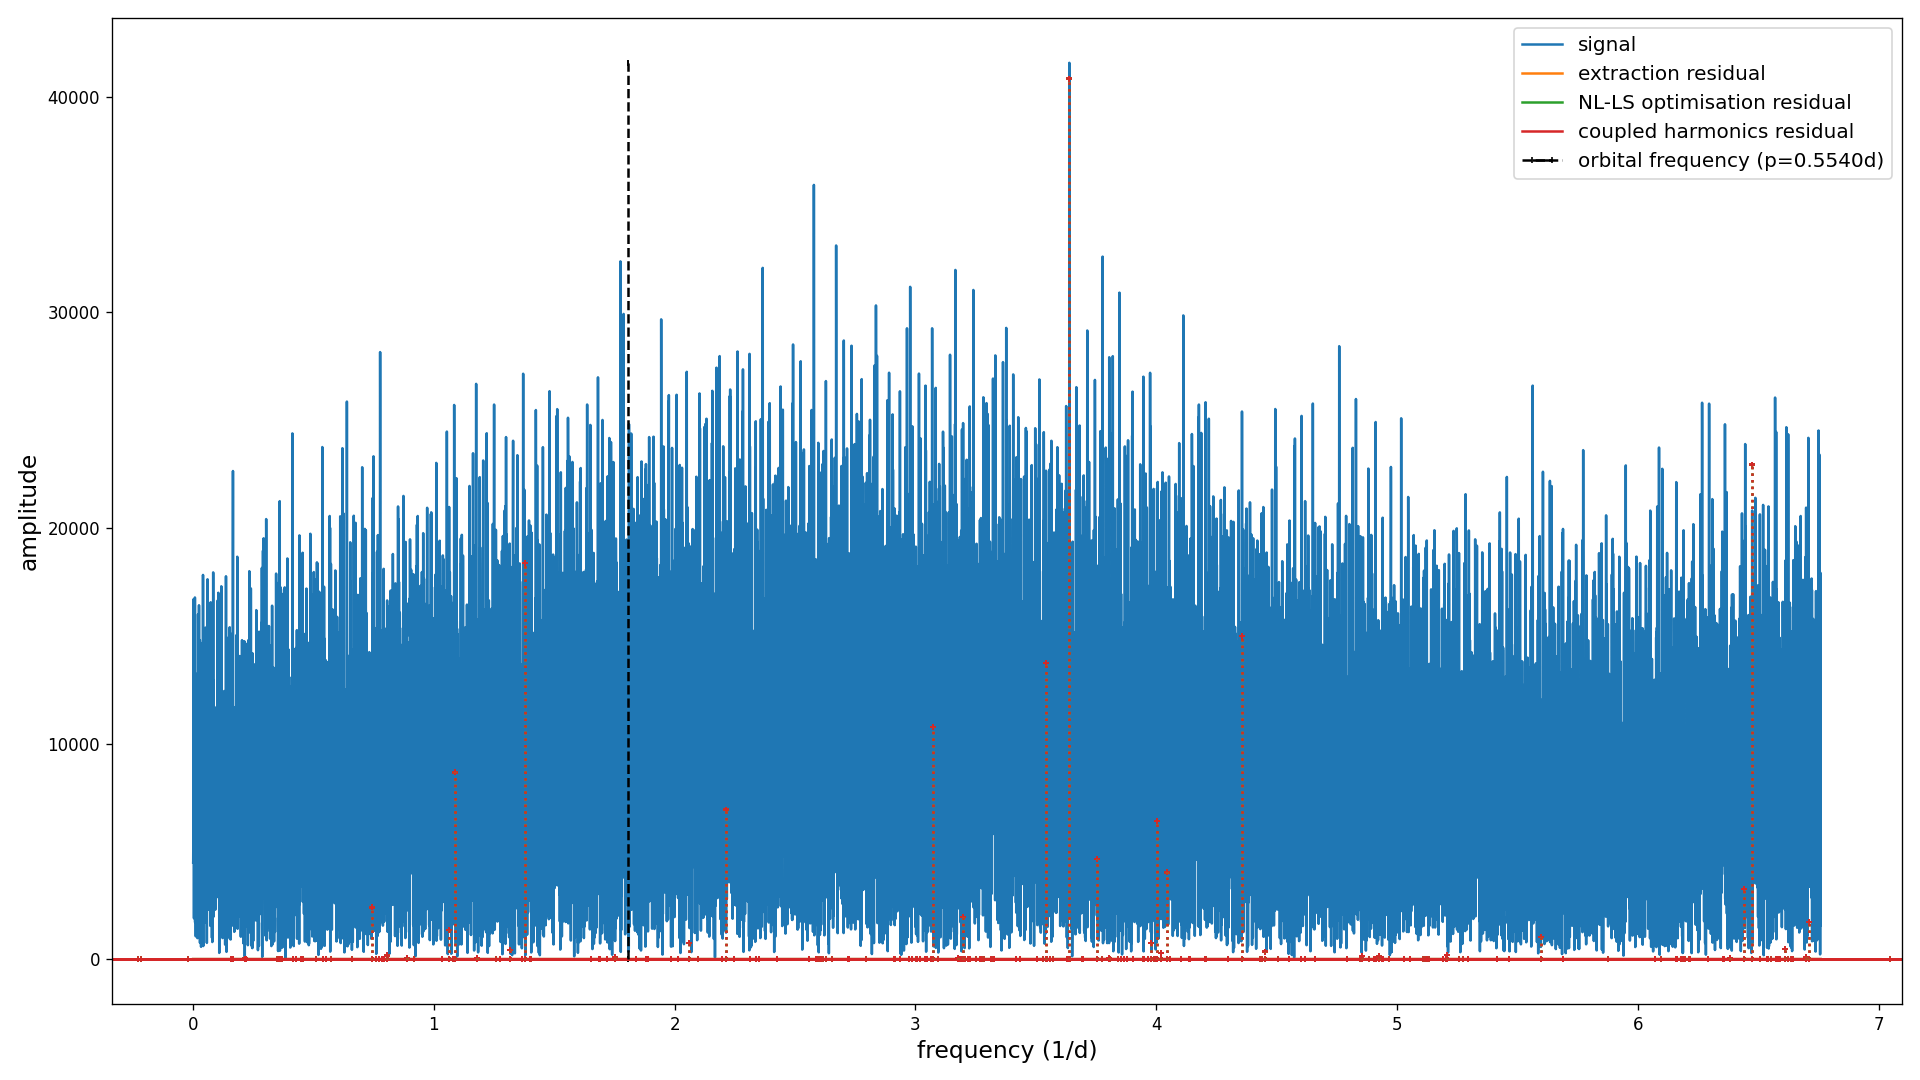 signal
extraction residual
NL-LS optimisation residual
coupled harmonics residual
orbital frequency (p=0.5540d)
amplitude
40000
30000
20000
10000
0
0 1 2 3 4 5 6 7
frequency (1/d)